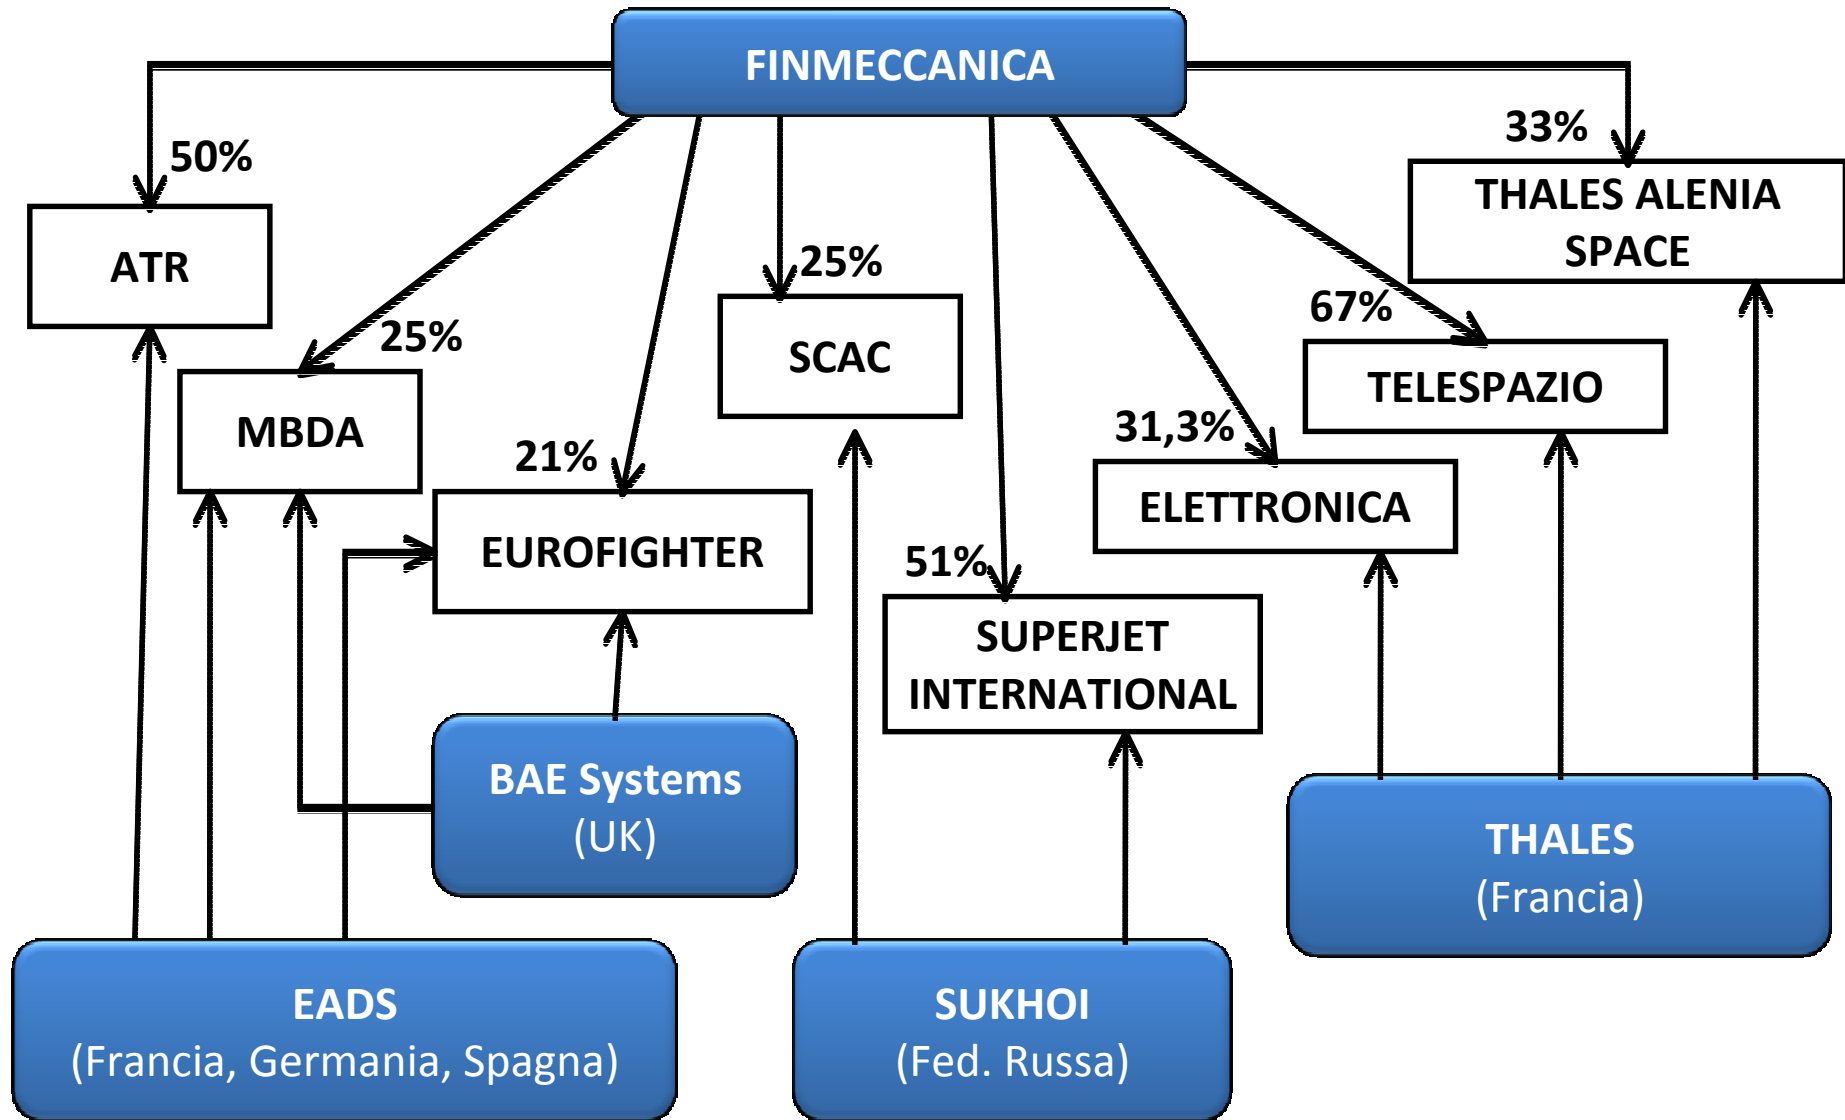 FINMECCANICA
50%
33%
THALES ALENIA
SPACE
ATR
25%
25%
67%
SCAC
TELESPAZIO
MBDA
21%
31,3%
ELETTRONICA
EUROFIGHTER
51%
SUPERJET
INTERNATIONAL
BAE Systems
(UK)
THALES
(Francia)
EADS
(Francia, Germania, Spagna)
SUKHOI
(Fed. Russa)